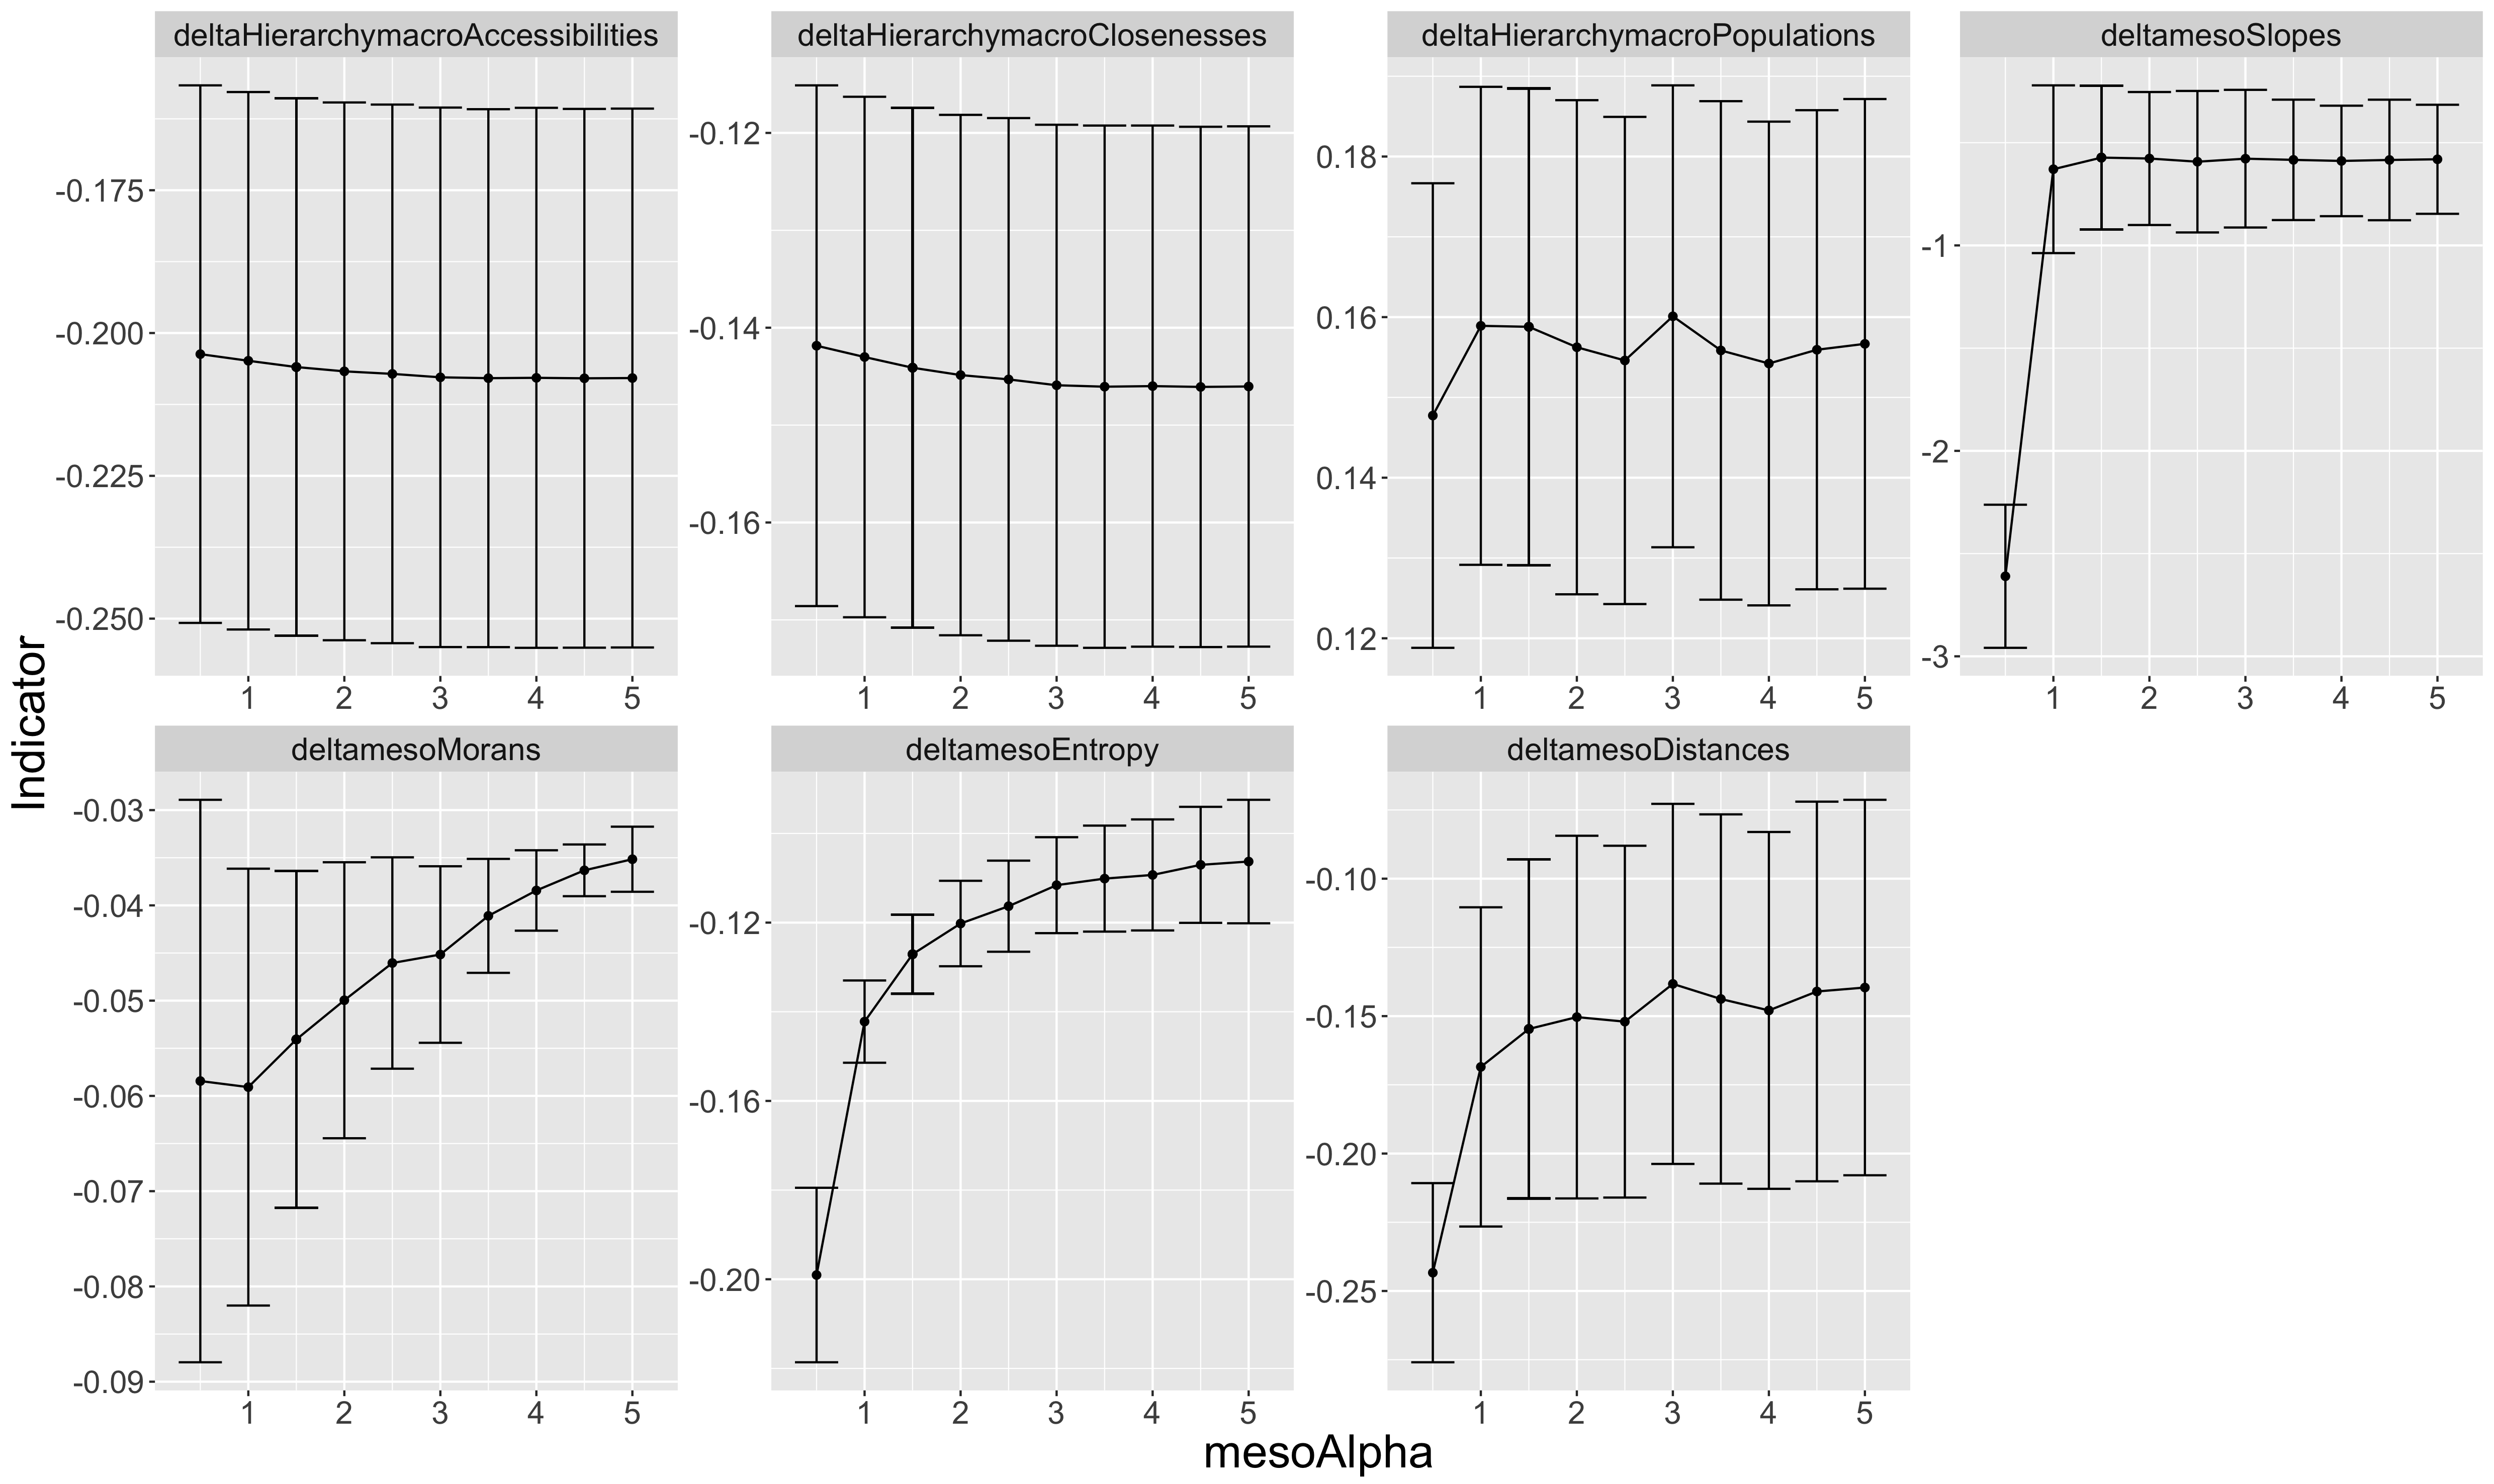 deltaHierarchymacroAccessibilities
deltaHierarchymacroClosenesses
deltaHierarchymacroPopulations
deltamesoSlopes
-0.175
-0.200
-0.225
-0.250
1 2 3 4 5
-0.12
-0.14
-0.16
1 2 3 4 5
0.18
0.16
0.14
0.12
1 2 3 4 5
-1
-2
-3
1 2 3 4 5
Indicator
deltamesoMorans
deltamesoEntropy
deltamesoDistances
-0.03
-0.04
-0.05
-0.06
-0.07
-0.08
-0.09
1 2 3 4 5
-0.12
-0.16
-0.20
1 2 3 4 5
-0.10
-0.15
-0.20
-0.25
1 2 3 4 5
mesoAlpha